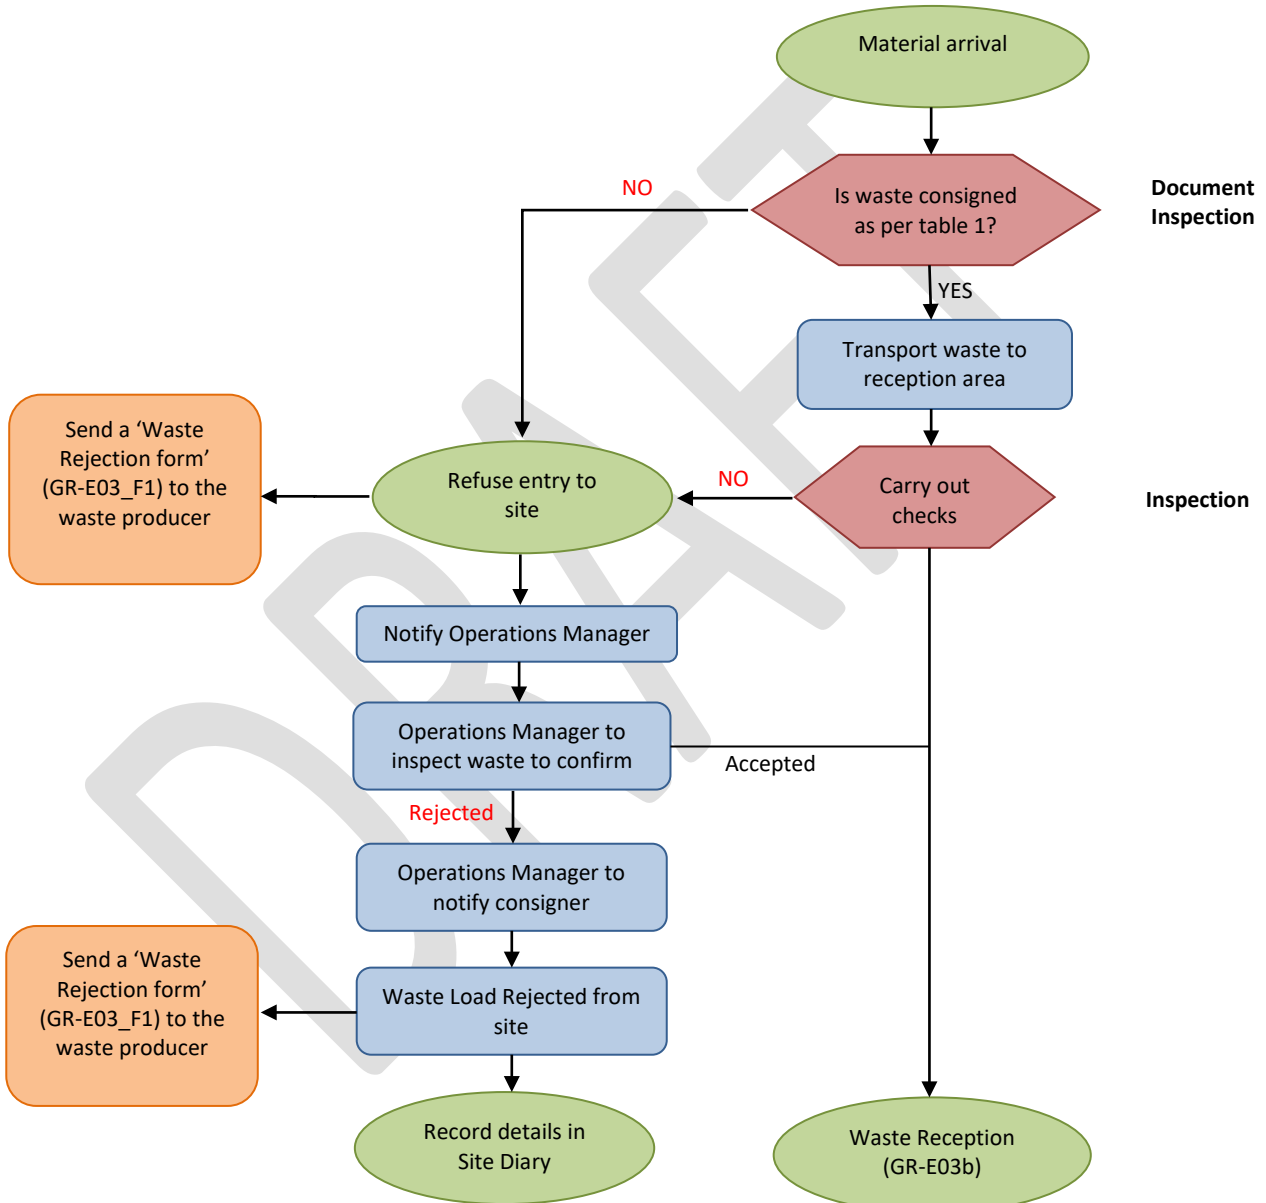 Material arrival
NO
Is waste consigned
as per table 1?
Document
Inspection
YES
Transport waste to
reception area
Send a ‘Waste
Rejection form’
(GR-E03_F1) to the
waste producer
Refuse entry to
site
NO
Carry out
checks
Inspection
Notify Operations Manager
Operations Manager to
inspect waste to confirm
Accepted
Rejected
Operations Manager to
notify consigner
Send a ‘Waste
Rejection form’
(GR-E03_F1) to the
waste producer
Waste Load Rejected from
site
Record details in
Site Diary
Waste Reception
(GR-E03b)
DRAFT